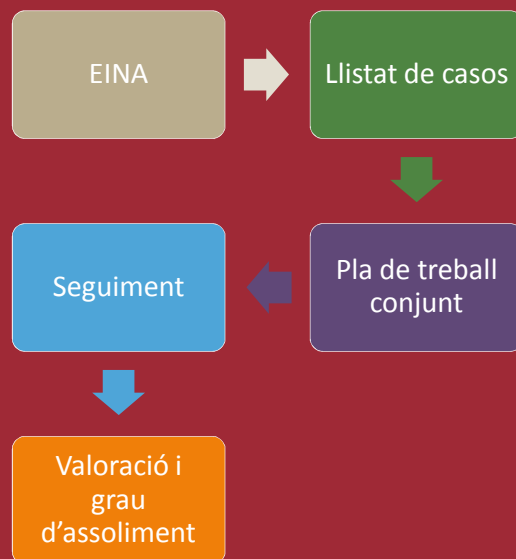 EINA
Llistat de casos
Pla de treball
conjunt
Seguiment
Valoració i
grau
d’assoliment